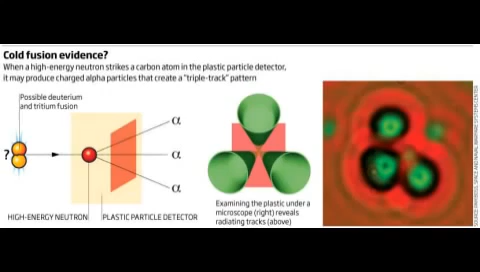 Cold fusion evidence?
When a high-energy neutron strikes a carbon atom in the plastic particle detector,
it may produce charged alpha particles that create a "triple-track" pattern
Possible deuterium
and tritium fusion
?
α
α
α
HIGH-ENERGY NEUTRON
PLASTIC PARTICLE DETECTOR
Examining the plastic under a
microscope (right) reveals
radiating tracks (above)